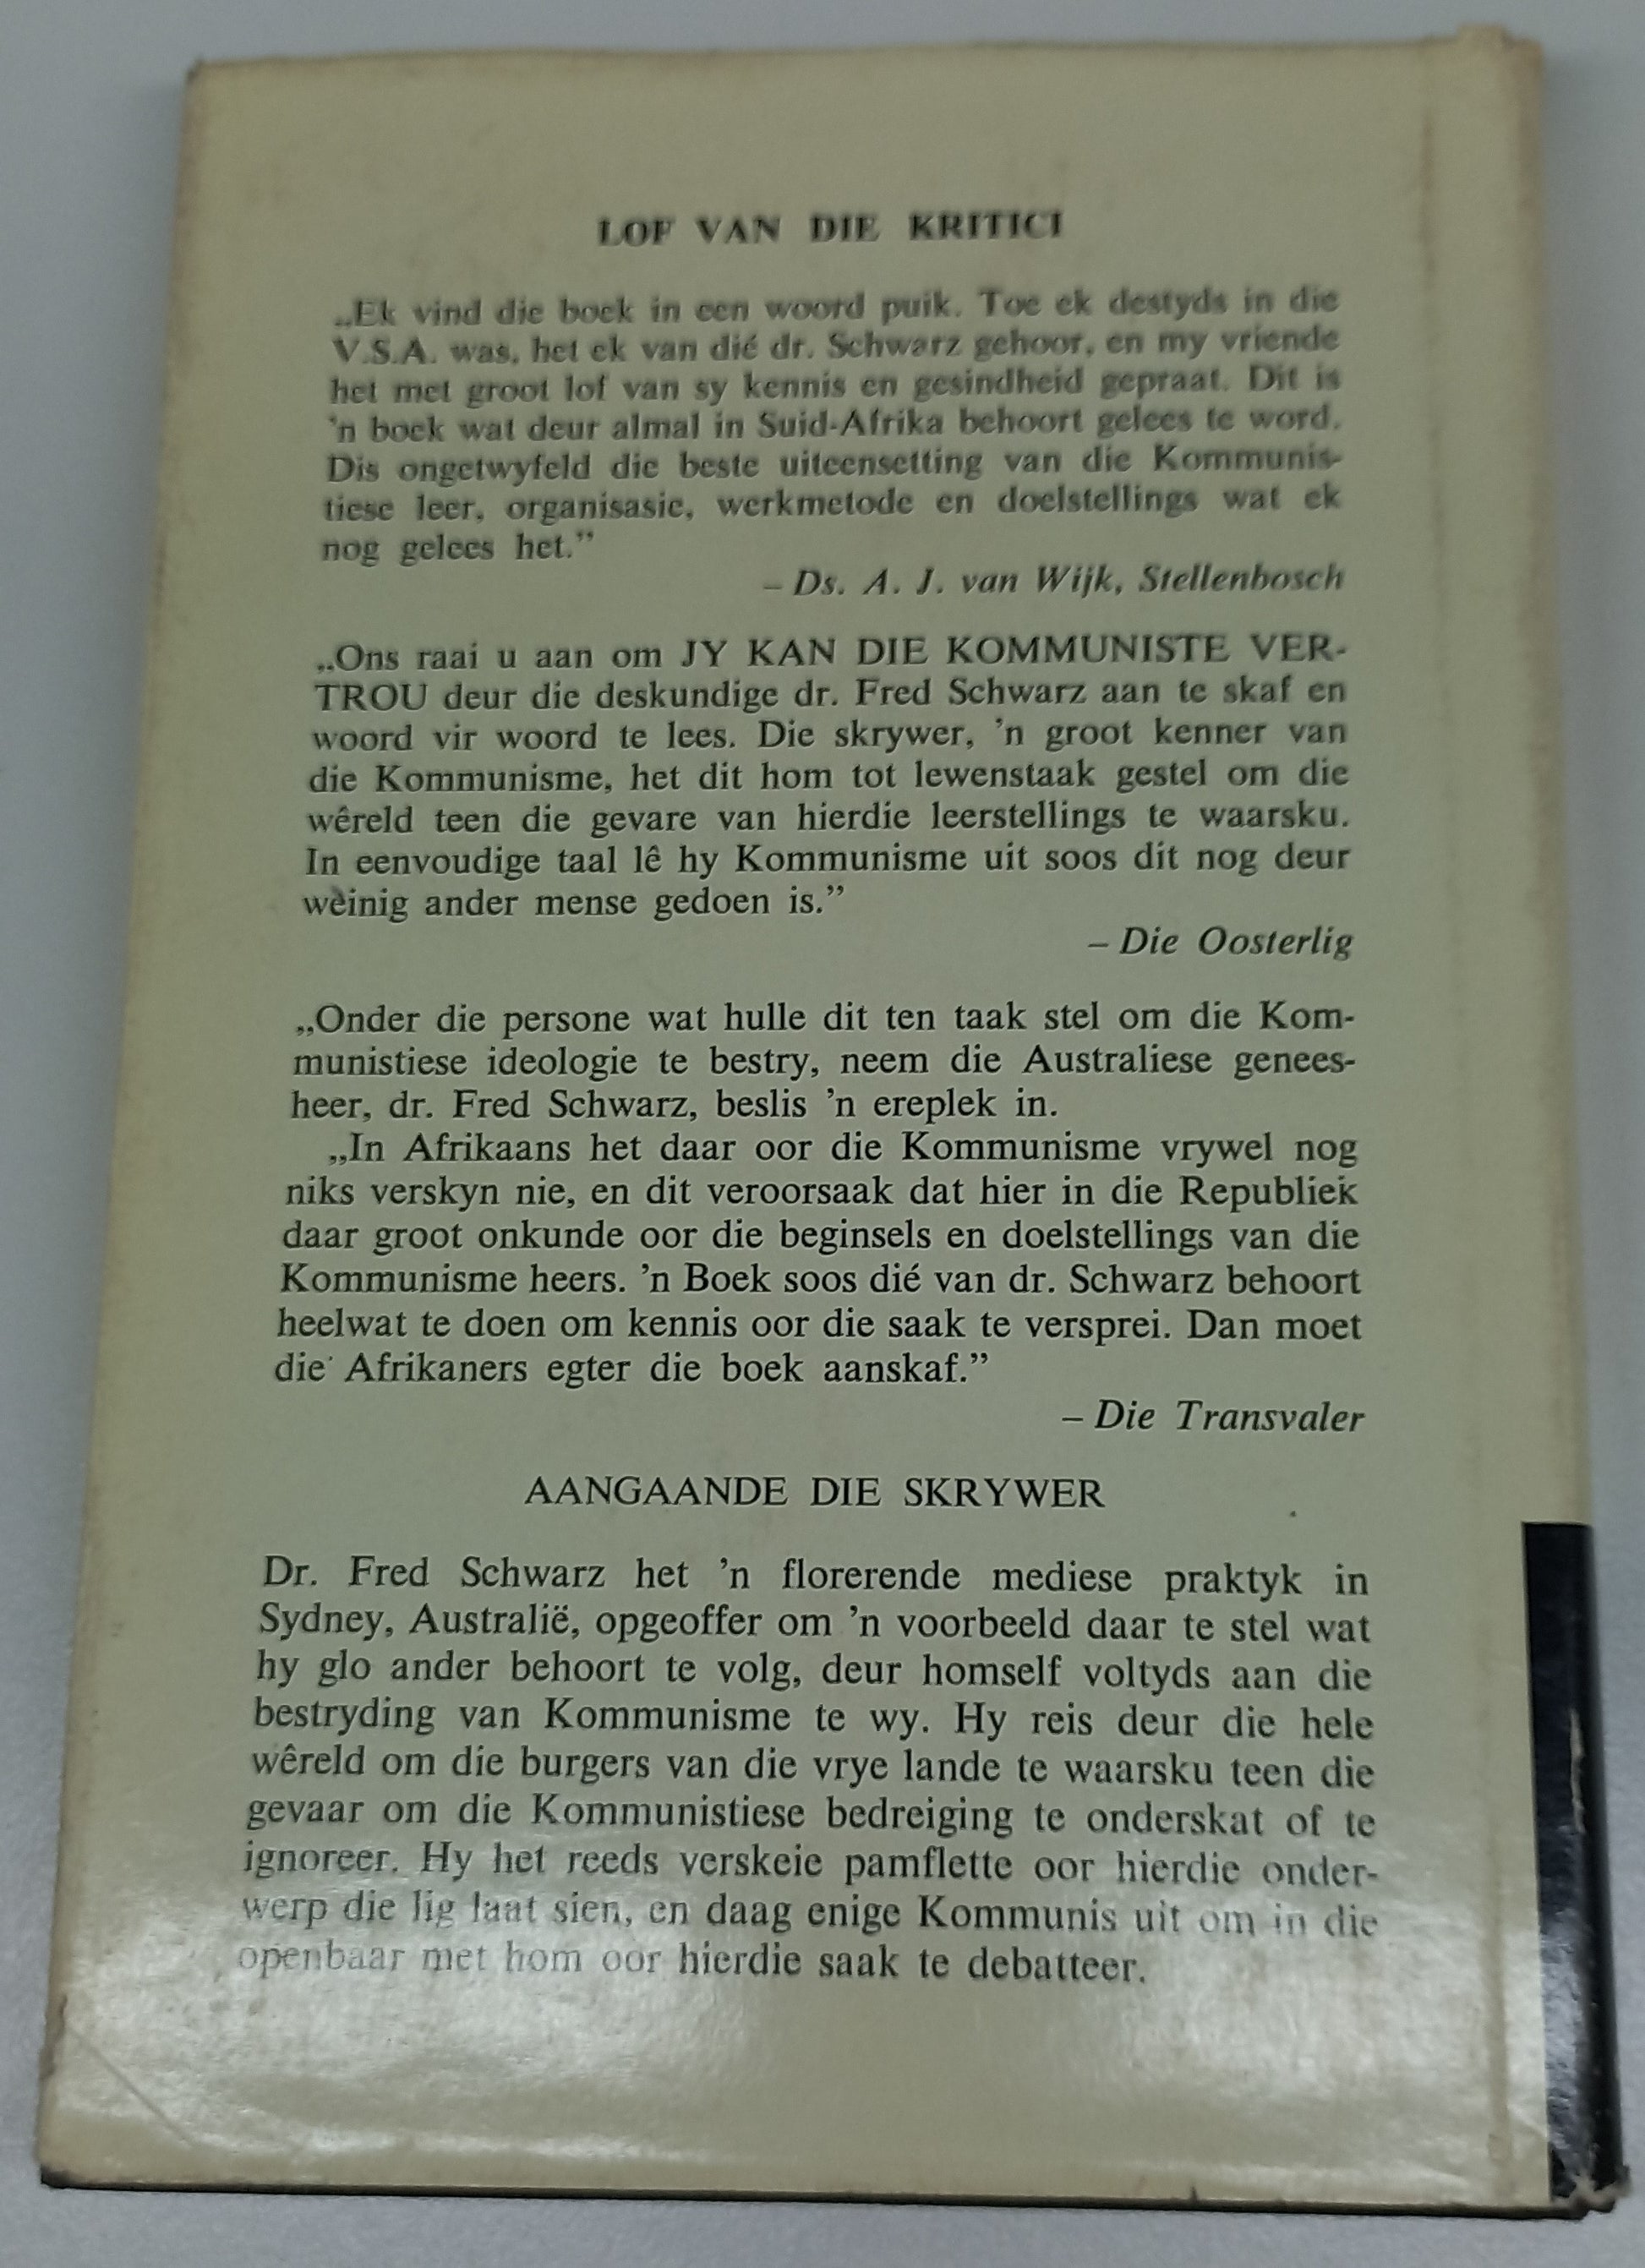 LOF VAN DIE KRITICI
„Ek vind die boek in een woord puik. Toe ek destyds in die
V.S.A. was, het ek van dié dr. Schwarz gehoor, en my vriende
het met groot lof van sy kennis en gesindheid gepraat. Dit is
’n boek wat deur almal in Suid-Afrika behoort gelees te word.
Dis ongetwyfeld die beste uiteensetting van die Kommunis-
tiese leer, organisasie, werkmetode en doelstellings wat ek
nog gelees het.”
– Ds. A. J. van Wijk, Stellenbosch
„Ons raai u aan om JY KAN DIE KOMMUNISTE VER-
TROU deur die deskundige dr. Fred Schwarz aan te skaf en
woord vir woord te lees. Die skrywer, ’n groot kenner van
die Kommunisme, het dit hom tot lewenstaak gestel om die
wêreld teen die gevare van hierdie leerstellings te waarsku.
In eenvoudige taal lê hy Kommunisme uit soos dit nog deur
weinig ander mense gedoen is.”
– Die Oosterlig
„Onder die persone wat hulle dit ten taak stel om die Kom-
munistiese ideologie te bestry, neem die Australiese genees-
heer, dr. Fred Schwarz, beslis ’n ereplek in.
„In Afrikaans het daar oor die Kommunisme vrywel nog
niks verskyn nie, en dit veroorsaak dat hier in die Republiek
daar groot onkunde oor die beginsels en doelstellings van die
Kommunisme heers. ’n Boek soos dié van dr. Schwarz behoort
heelwat te doen om kennis oor die saak te versprei. Dan moet
die Afrikaners egter die boek aanskaf.”
– Die Transvaler
AANGAANDE DIE SKRYWER
Dr. Fred Schwarz het ’n florerende mediese praktyk in
Sydney, Australië, opgeoffer om ’n voorbeeld daar te stel wat
hy glo ander behoort te volg, deur homself voltyds aan die
bestryding van Kommunisme te wy. Hy reis deur die hele
wêreld om die burgers van die vrye lande te waarsku teen die
gevaar om die Kommunistiese bedreiging te onderskat of te
ignoreer. Hy het reeds verskeie pamflette oor hierdie onder-
werp die lig laat sien, en daag enige Kommunis uit om in die
openbaar met hom oor hierdie saak te debatteer.